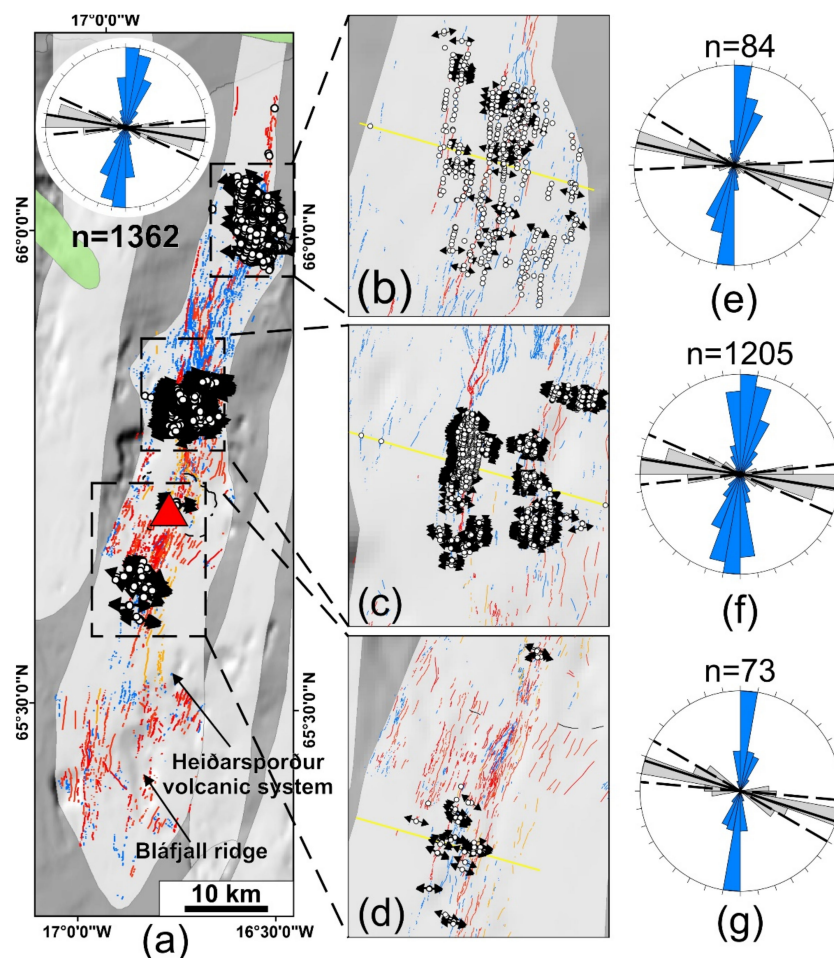 17°0'0"W
n=1362
66°0'0"N
66°0'0"N
65°30'0"N
65°30'0"N
Heiðarsporður
volcanic system
Bláfjall ridge
10 km
17°0'0"W
(a)
16°30'0"W
(b)
(c)
(d)
n=84
(e)
n=1205
(f)
n=73
(g)